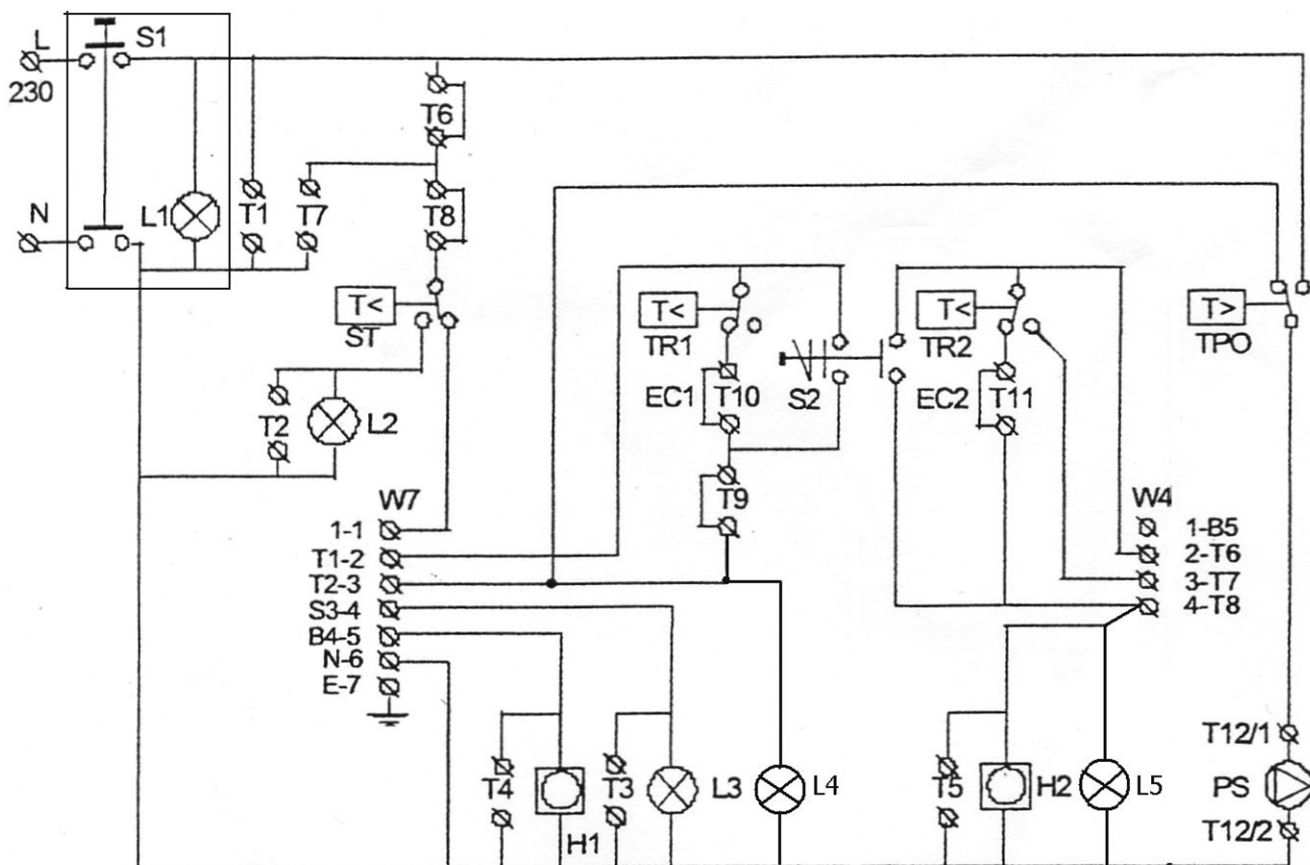 L
S1
230
T6
N
L1
T1
T7
T8
T<
ST
T<
TR1
T<
TR2
T>
TPO
EC1
T10
S2
EC2
T11
T2
L2
T9
W7
1-1
T1-2
T2-3
S3-4
B4-5
N-6
E-7
W4
1-B5
2-T6
3-T7
4-T8
T12/1
T4
H1
T3
L3
L4
T5
H2
L5
PS
T12/2